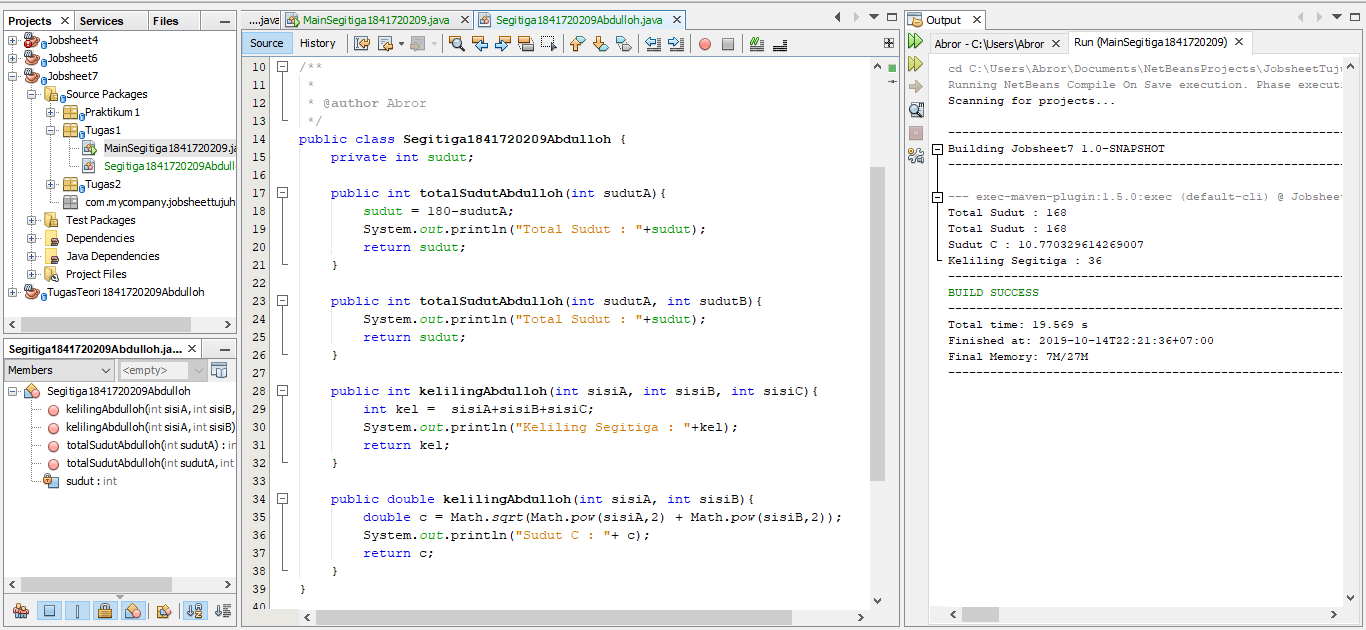 Projects
Services
Files
Jobsheet4
Jobsheet6
Jobsheet7
Source Packages
Praktikum1
Tugas1
MainSegitiga1841720209.ja
Segitiga1841720209Abdull
Tugas2
com.mycompany.jobsheettujuh
Test Packages
Dependencies
Java Dependencies
Project Files
TugasTeori1841720209Abdulloh
Segitiga1841720209Abdulloh.ja...
Members
<empty>
Segitiga1841720209Abdulloh
kelilingAbdulloh(int sisiA, int sisiB,
kelilingAbdulloh(int sisiA, int sisiB)
totalSudutAbdulloh(int sudutA) : in
totalSudutAbdulloh(int sudutA, int
sudut : int
....java
MainSegitiga1841720209.java
Segitiga1841720209Abdulloh.java
Source
History
10 /**
11 *
12 * @author Abror
13 */
14 public class Segitiga1841720209Abdulloh {
15 private int sudut;
16
17 public int totalSudutAbdulloh(int sudutA){
18 sudut = 180-sudutA;
19 System.out.println("Total Sudut : "+sudut);
20 return sudut;
21 }
22
23 public int totalSudutAbdulloh(int sudutA, int sudutB){
24 System.out.println("Total Sudut : "+sudut);
25 return sudut;
26 }
27
28 public int kelilingAbdulloh(int sisiA, int sisiB, int sisiC){
29 int kel =  sisiA+sisiB+sisiC;
30 System.out.println("Keliling Segitiga : "+kel);
31 return kel;
32 }
33
34 public double kelilingAbdulloh(int sisiA, int sisiB){
35 double c = Math.sqrt(Math.pow(sisiA,2) + Math.pow(sisiB,2));
36 System.out.println("Sudut C : "+ c);
37 return c;
38 }
39 }
40
Output
Abror - C:\Users\Abror
Run (MainSegitiga1841720209)
cd C:\Users\Abror\Documents\NetBeansProjects\JobsheetTuju
Running NetBeans Compile On Save execution. Phase executi
Scanning for projects...
------------------------------------------------------------------------
Building Jobsheet7 1.0-SNAPSHOT
------------------------------------------------------------------------
--- exec-maven-plugin:1.5.0:exec (default-cli) @ Jobshee
Total Sudut : 168
Total Sudut : 168
Sudut C : 10.770329614269007
Keliling Segitiga : 36
------------------------------------------------------------------------
BUILD SUCCESS
------------------------------------------------------------------------
Total time: 19.569 s
Finished at: 2019-10-14T22:21:36+07:00
Final Memory: 7M/27M
------------------------------------------------------------------------